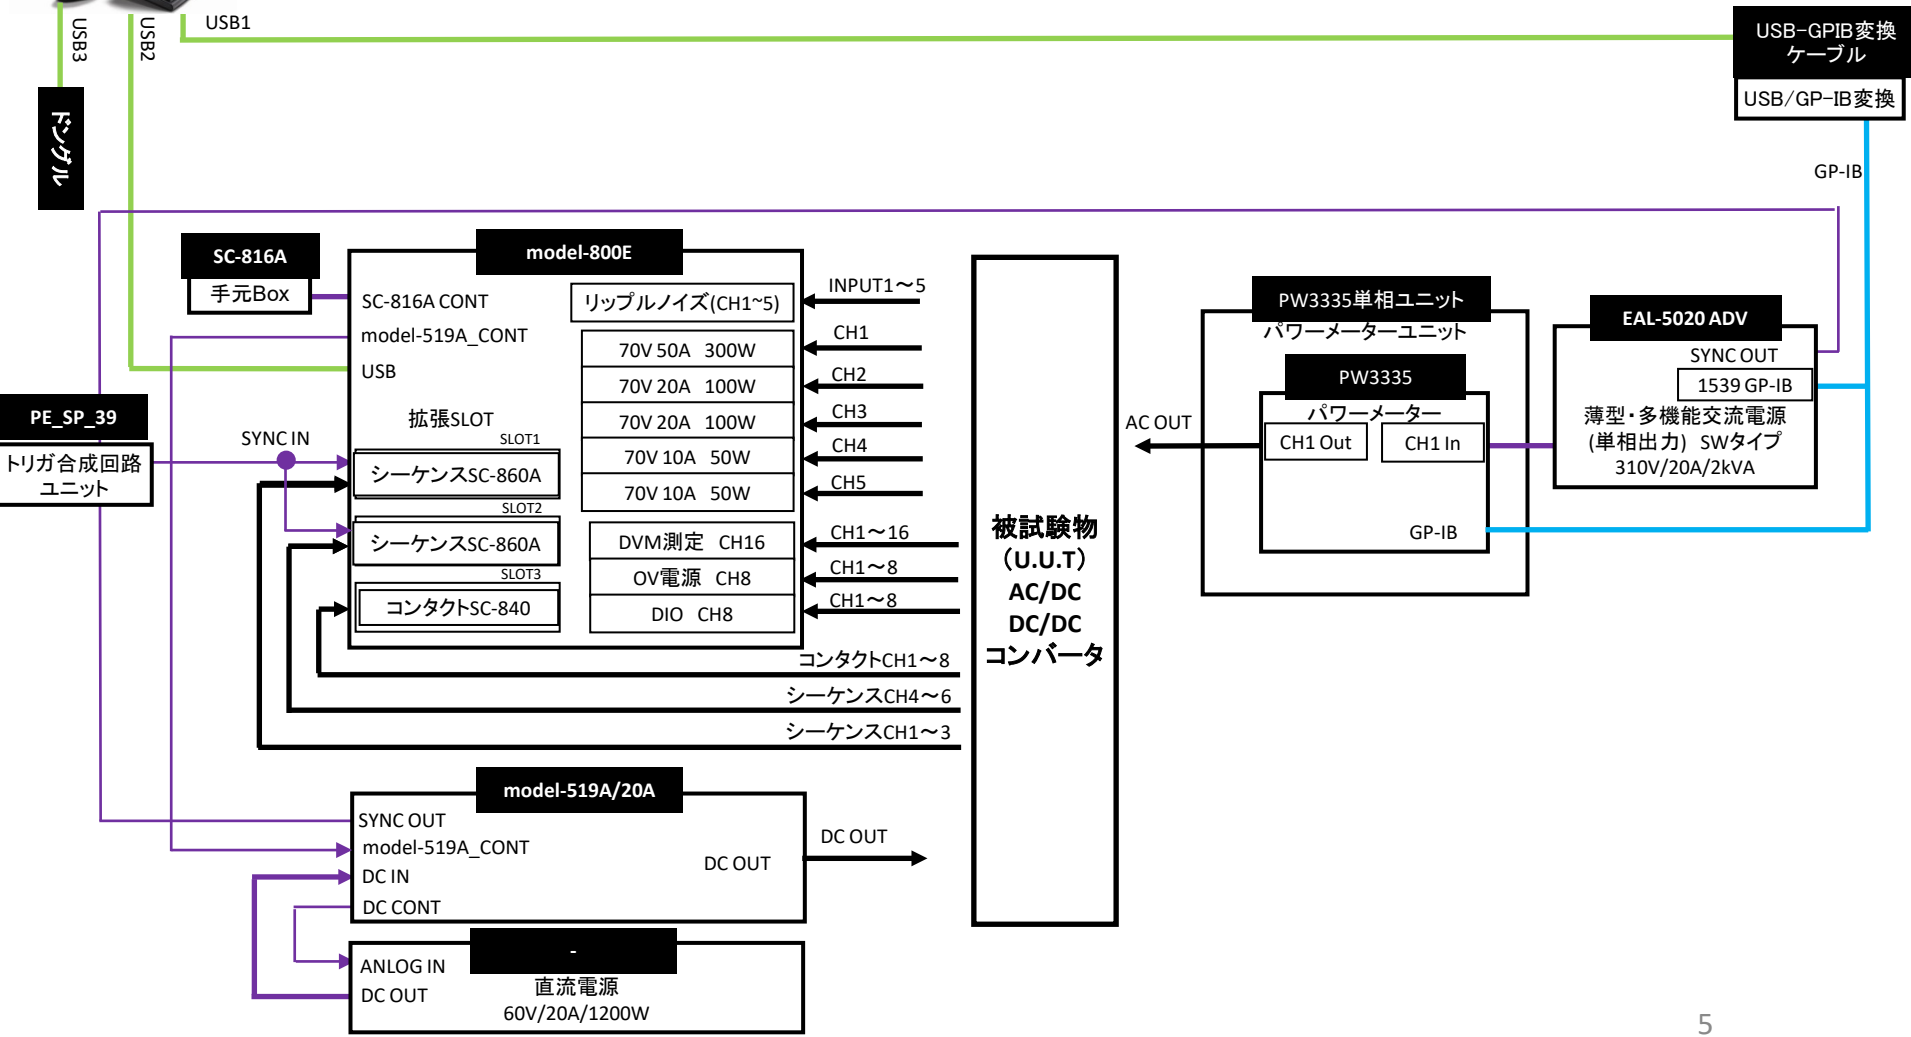 USB3
USB2
USB1
USB-GPIB変換
ケーブル
USB/GP-IB変換
ドングル
GP-IB
SC-816A
手元Box
model-800E
SC-816A CONT
model-519A_CONT
USB
リップルノイズ(CH1~5)
70V 50A 300W
70V 20A 100W
70V 20A 100W
70V 10A 50W
70V 10A 50W
DVM測定 CH16
OV電源 CH8
DIO CH8
拡張SLOT
SLOT1
シーケンスSC-860A
SLOT2
シーケンスSC-860A
SLOT3
コンタクトSC-840
PE_SP_39
トリガ合成回路
ユニット
SYNC IN
INPUT1～5
CH1
CH2
CH3
CH4
CH5
CH1～16
CH1～8
CH1～8
コンタクトCH1～8
シーケンスCH4～6
シーケンスCH1～3
被試験物
（U.U.T）
AC/DC
DC/DC
コンバータ
AC OUT
PW3335単相ユニット
パワーメーターユニット
PW3335
パワーメーター
CH1 Out
CH1 In
GP-IB
EAL-5020 ADV
SYNC OUT
1539 GP-IB
薄型・多機能交流電源
(単相出力) SWタイプ
310V/20A/2kVA
model-519A/20A
SYNC OUT
model-519A_CONT
DC IN
DC CONT
DC OUT
DC OUT
-
ANLOG IN
DC OUT
直流電源
60V/20A/1200W
5